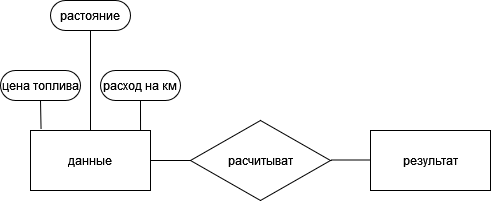 растояние
цена топлива
расход на км
данные
расчитыват
результат